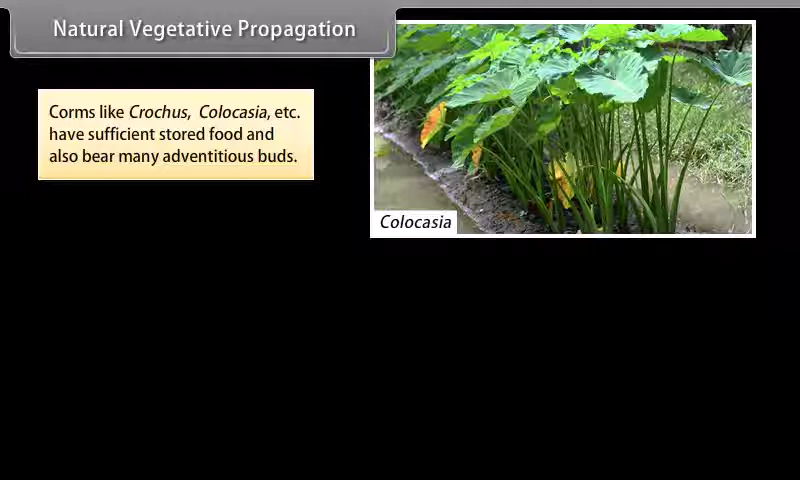 Natural Vegetative Propagation
Corms like Crochus, Colocasia, etc.
have sufficient stored food and
also bear many adventitious buds.
Colocasia